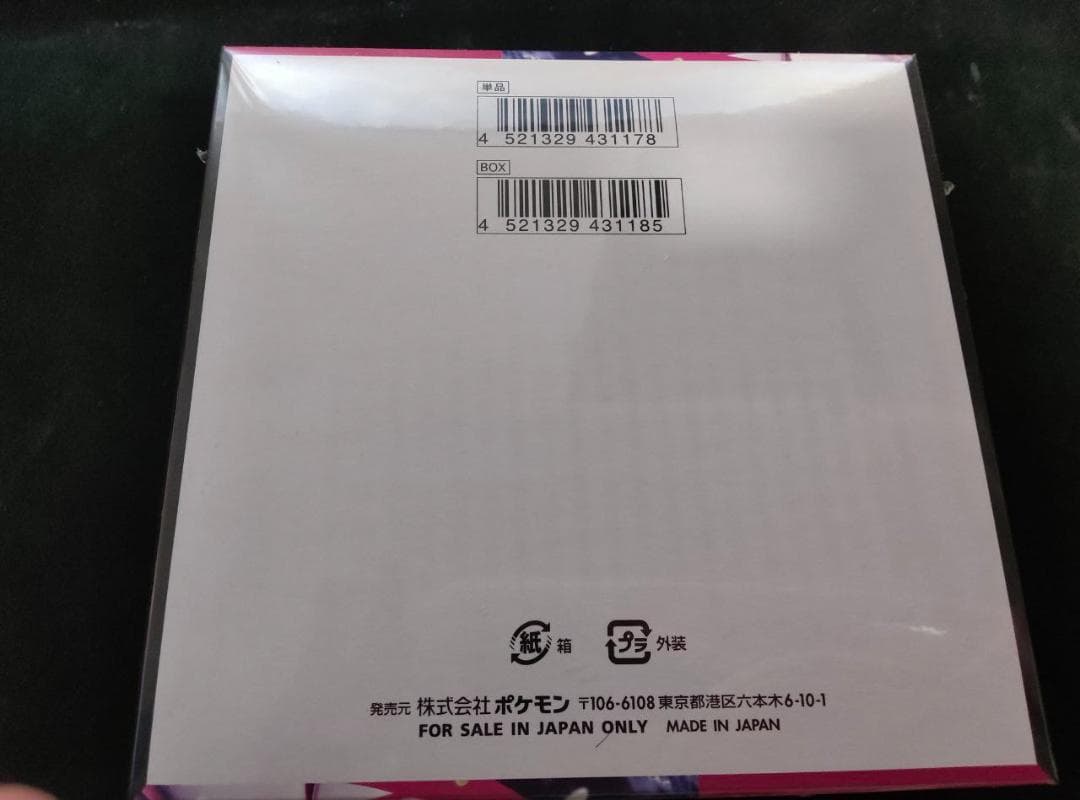 単品
4 521329 431178
BOX
4 521329 431185
紙 箱 プラ 外装
発売元 株式会社ポケモン 〒106-6108 東京都港区六本木6-10-1
FOR SALE IN JAPAN ONLY MADE IN JAPAN